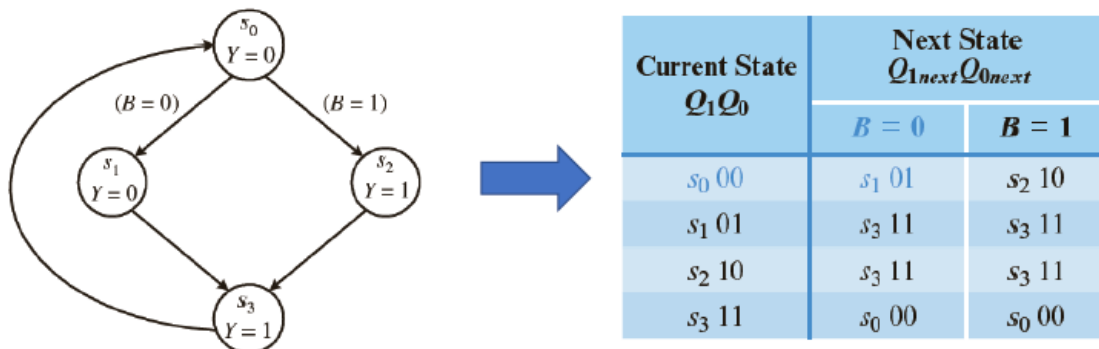 s₀
Y = 0
(B = 0)
(B = 1)
s₁
Y = 0
s₂
Y = 1
s₃
Y = 1
Current State
Q₁Q₀
Next State
Q₁ₙₑₓₜQ₀ₙₑₓₜ
B = 0
B = 1
s₀ 00 s₁ 01 s₂ 10
s₁ 01 s₃ 11 s₃ 11
s₂ 10 s₃ 11 s₃ 11
s₃ 11 s₀ 00 s₀ 00